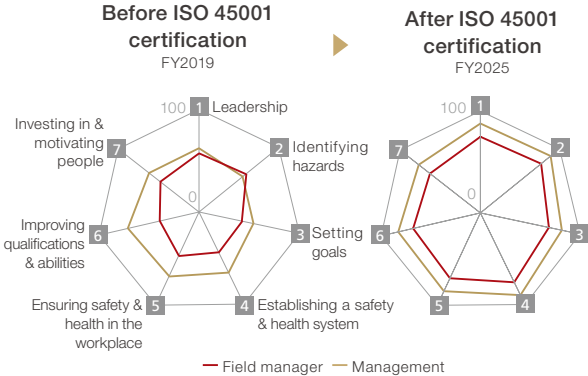 Before ISO 45001
certification
FY2019
After ISO 45001
certification
FY2025
100
1 Leadership
2 Identifying
hazards
3 Setting
goals
4 Establishing a safety
& health system
5 Ensuring safety &
health in the
workplace
6 Improving
qualifications
& abilities
7 Investing in &
motivating
people
0
100
1
2
3
4
5
6
7
0
Field manager
Management